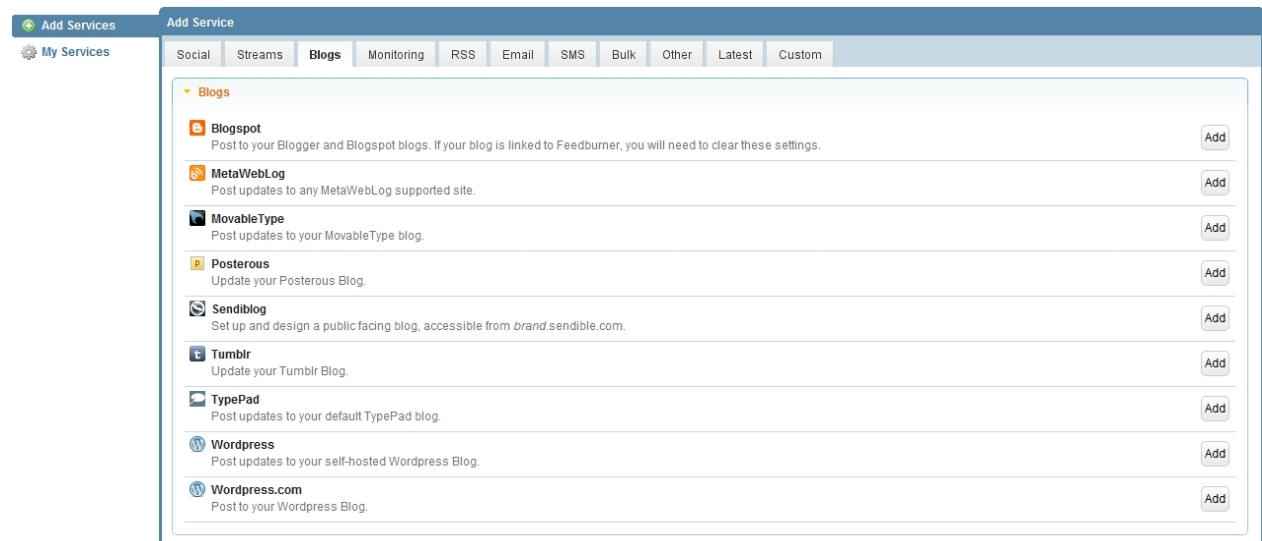 Add Services
My Services
Add Service
Social Streams Blogs Monitoring RSS Email SMS Bulk Other Latest Custom
Blogs
Blogspot
Post to your Blogger and Blogspot blogs. If your blog is linked to Feedburner, you will need to clear these settings.
Add
MetaWebLog
Post updates to any MetaWebLog supported site.
Add
MovableType
Post updates to your MovableType blog.
Add
P Posterous
Update your Posterous Blog.
Add
Sendiblog
Set up and design a public facing blog, accessible from brand.sendible.com.
Add
t Tumblr
Update your Tumblr Blog.
Add
TypePad
Post updates to your default TypePad blog.
Add
Wordpress
Post updates to your self-hosted Wordpress Blog.
Add
Wordpress.com
Post to your Wordpress Blog.
Add